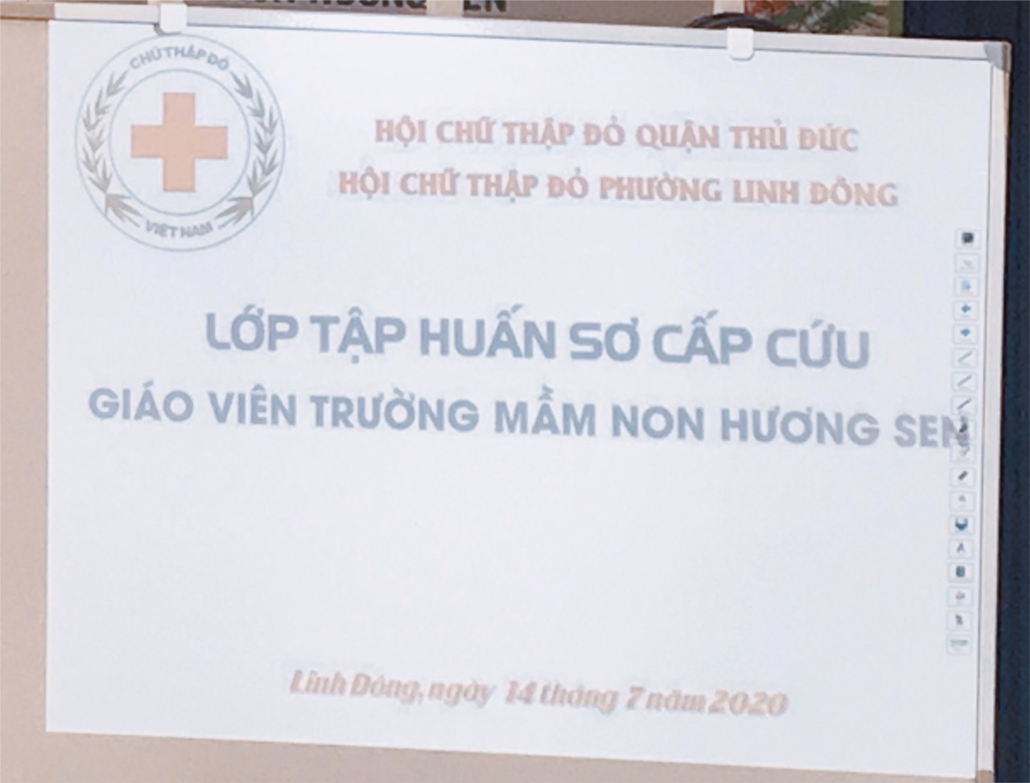 CHỮ THẬP ĐỎ
VIỆT NAM
HỘI CHỮ THẬP ĐỎ QUẬN THỦ ĐỨC
HỘI CHỮ THẬP ĐỎ PHƯỜNG LINH ĐÔNG
LỚP TẬP HUẤN SƠ CẤP CỨU
GIÁO VIÊN TRƯỜNG MẦM NON HƯƠNG SEN
Linh Đông, ngày 14 tháng 7 năm 2020